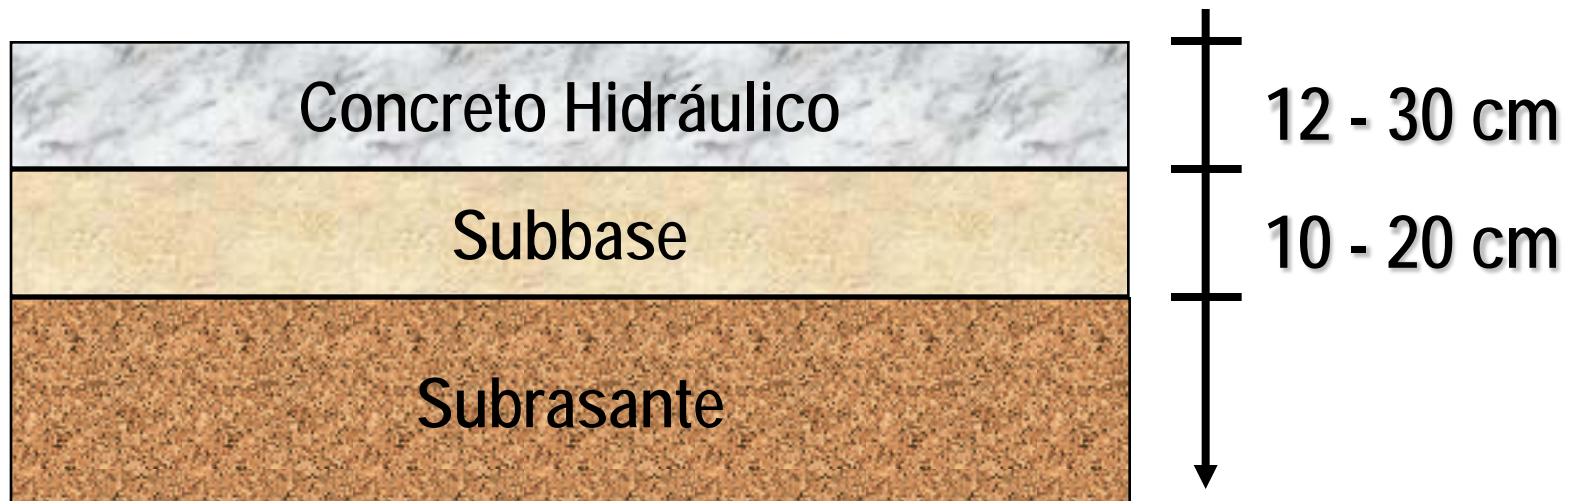 Concreto Hidráulico
12 - 30 cm
Subbase
10 - 20 cm
Subrasante